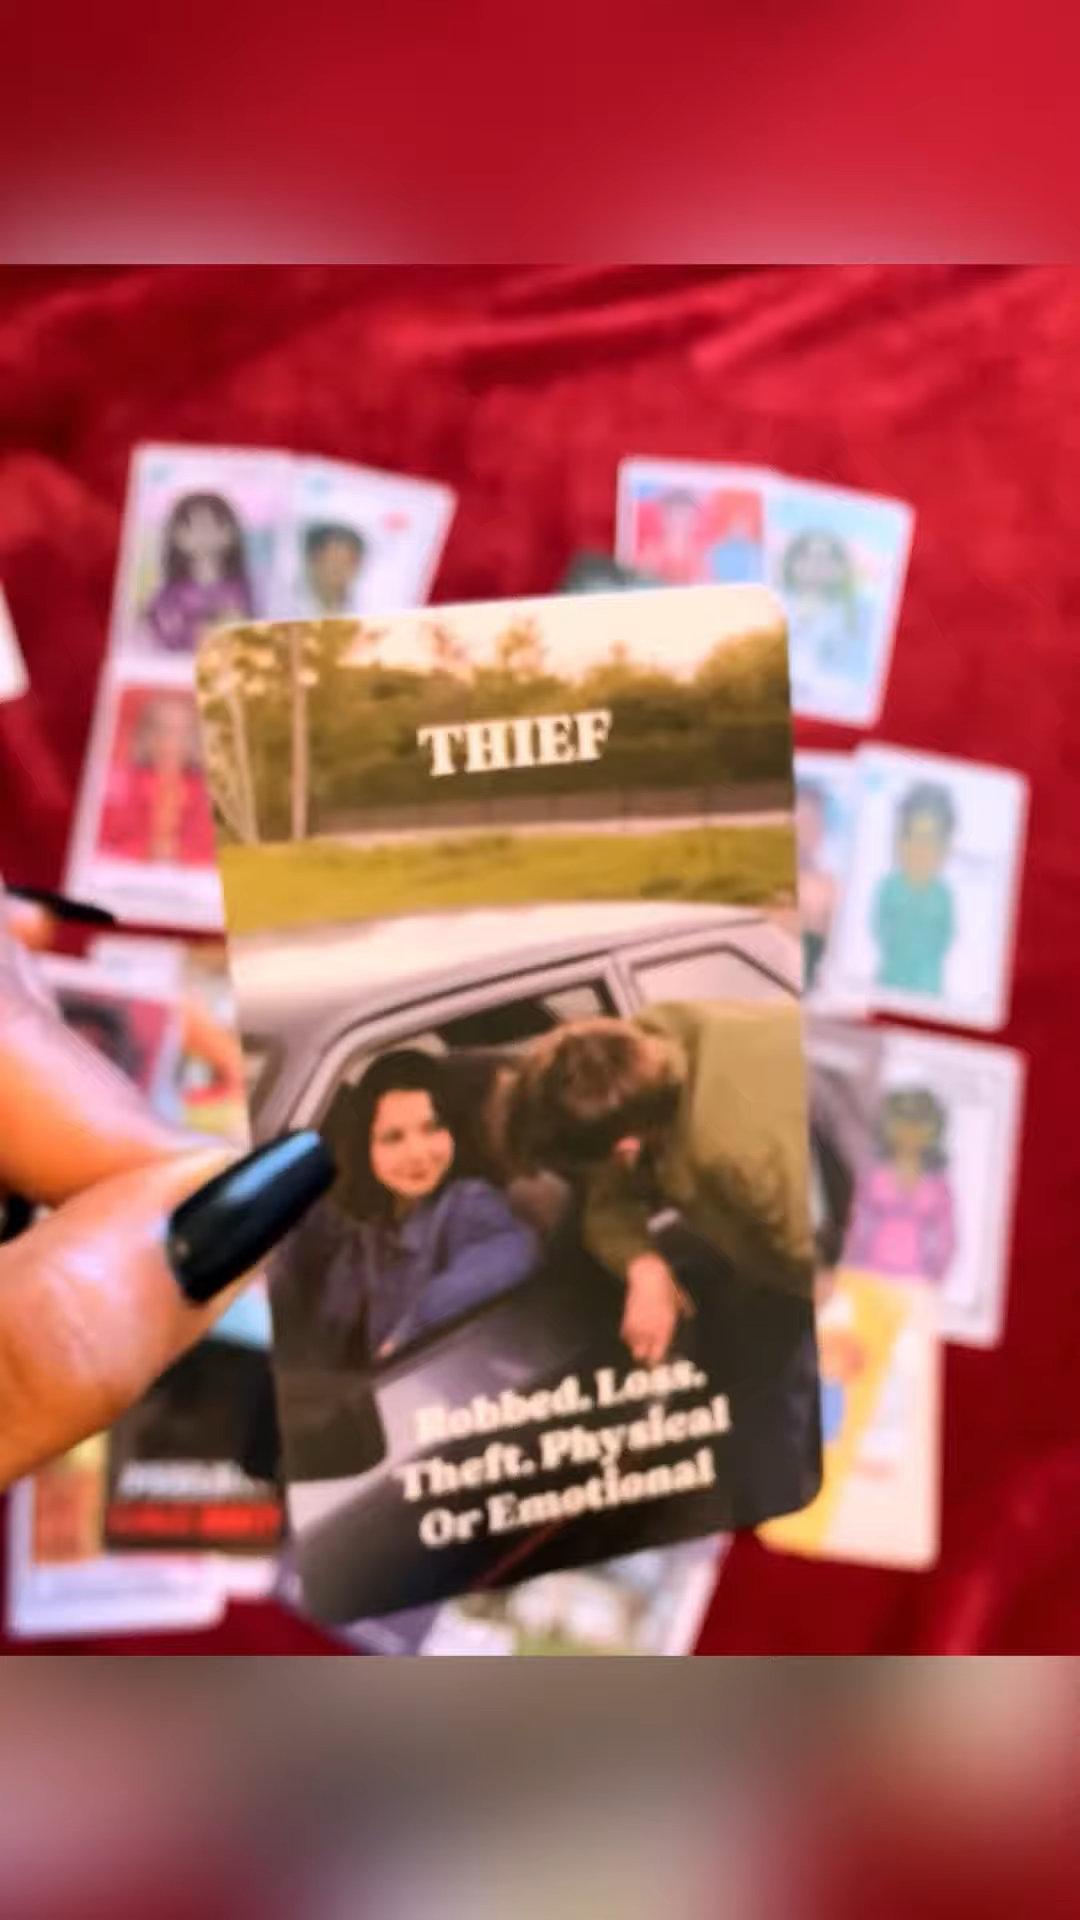 THIEF
Robbed. Loss.
Theft. Physical
Or Emotional